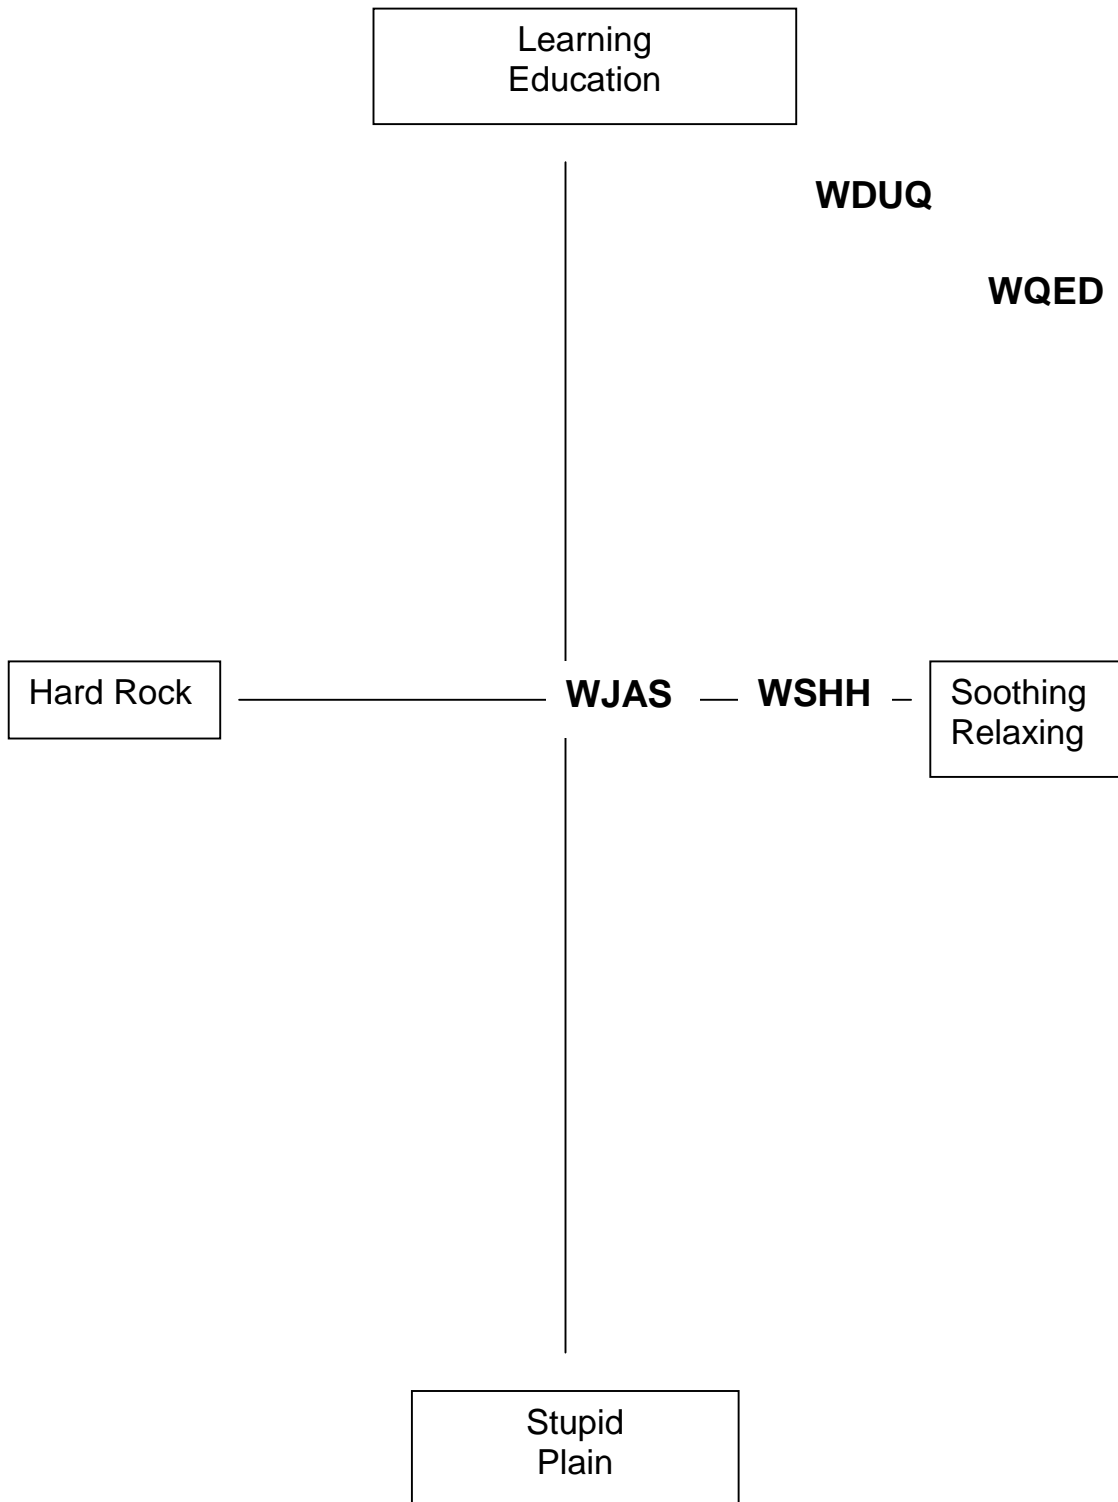 Learning
Education
WDUQ
WQED
Hard Rock
WJAS
WSHH
Soothing
Relaxing
Stupid
Plain